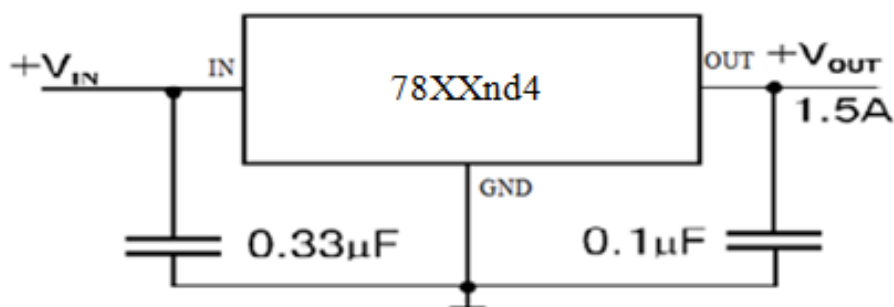 +VIN
IN
78XXnd4
OUT
+VOUT
1.5A
GND
0.33µF
0.1µF